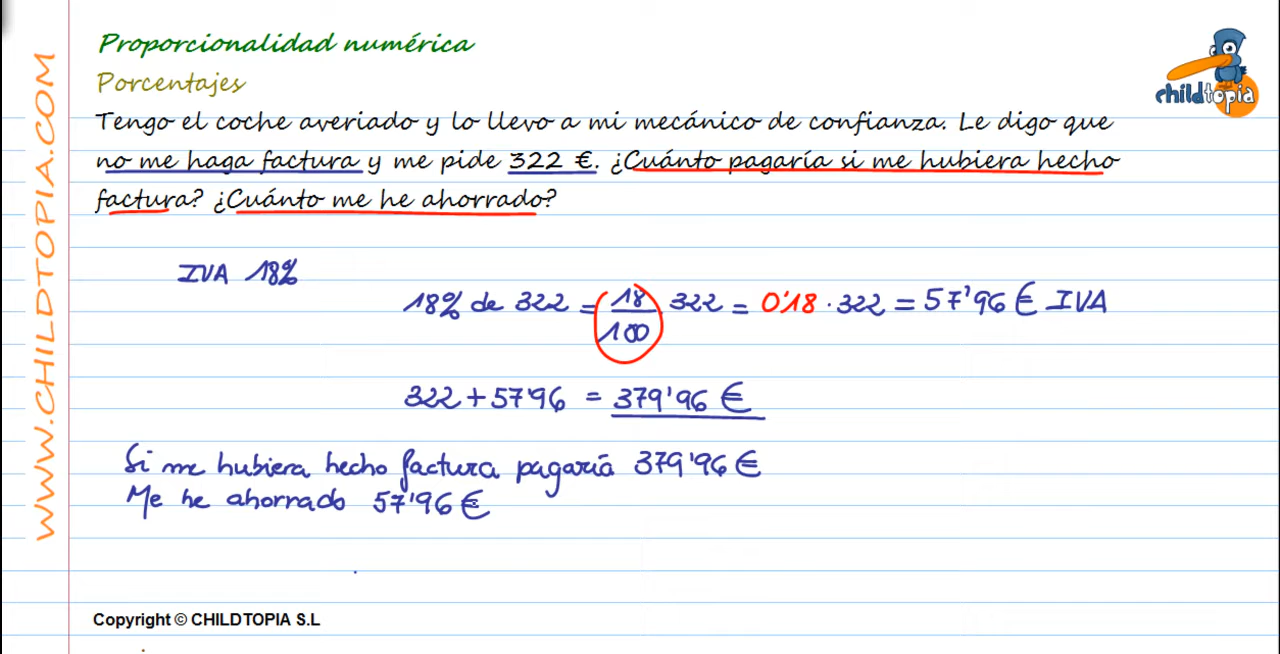 Proporcionalidad numérica
Porcentajes
Tengo el coche averiado y lo llevo a mi mecánico de confianza. Le digo que
no me haga factura y me pide 322 €. ¿Cuánto pagaría si me hubiera hecho
factura? ¿Cuánto me he ahorrado?
IVA 18%
18% de 322 = 18/100 322 = 0'18 · 322 = 57'96 € IVA
322 + 57'96 = 379'96 €
Si me hubiera hecho factura pagaría 379'96 €
Me he ahorrado 57'96 €
Copyright © CHILDTOPIA S.L
WWW.CHILDTOPIA.COM
childtopia